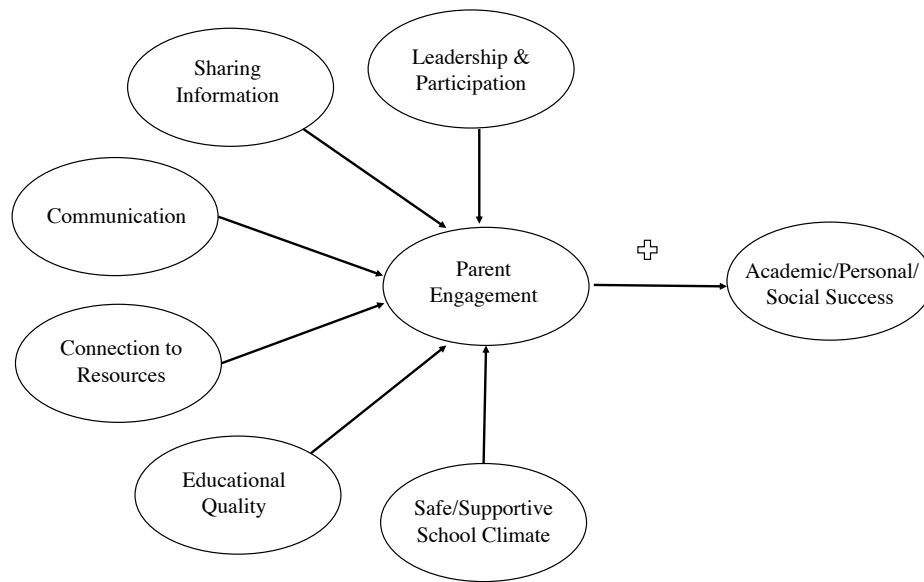 Leadership &
Participation
Sharing
Information
Communication
Parent
Engagement
Academic/Personal/
Social Success
Connection to
Resources
Educational
Quality
Safe/Supportive
School Climate